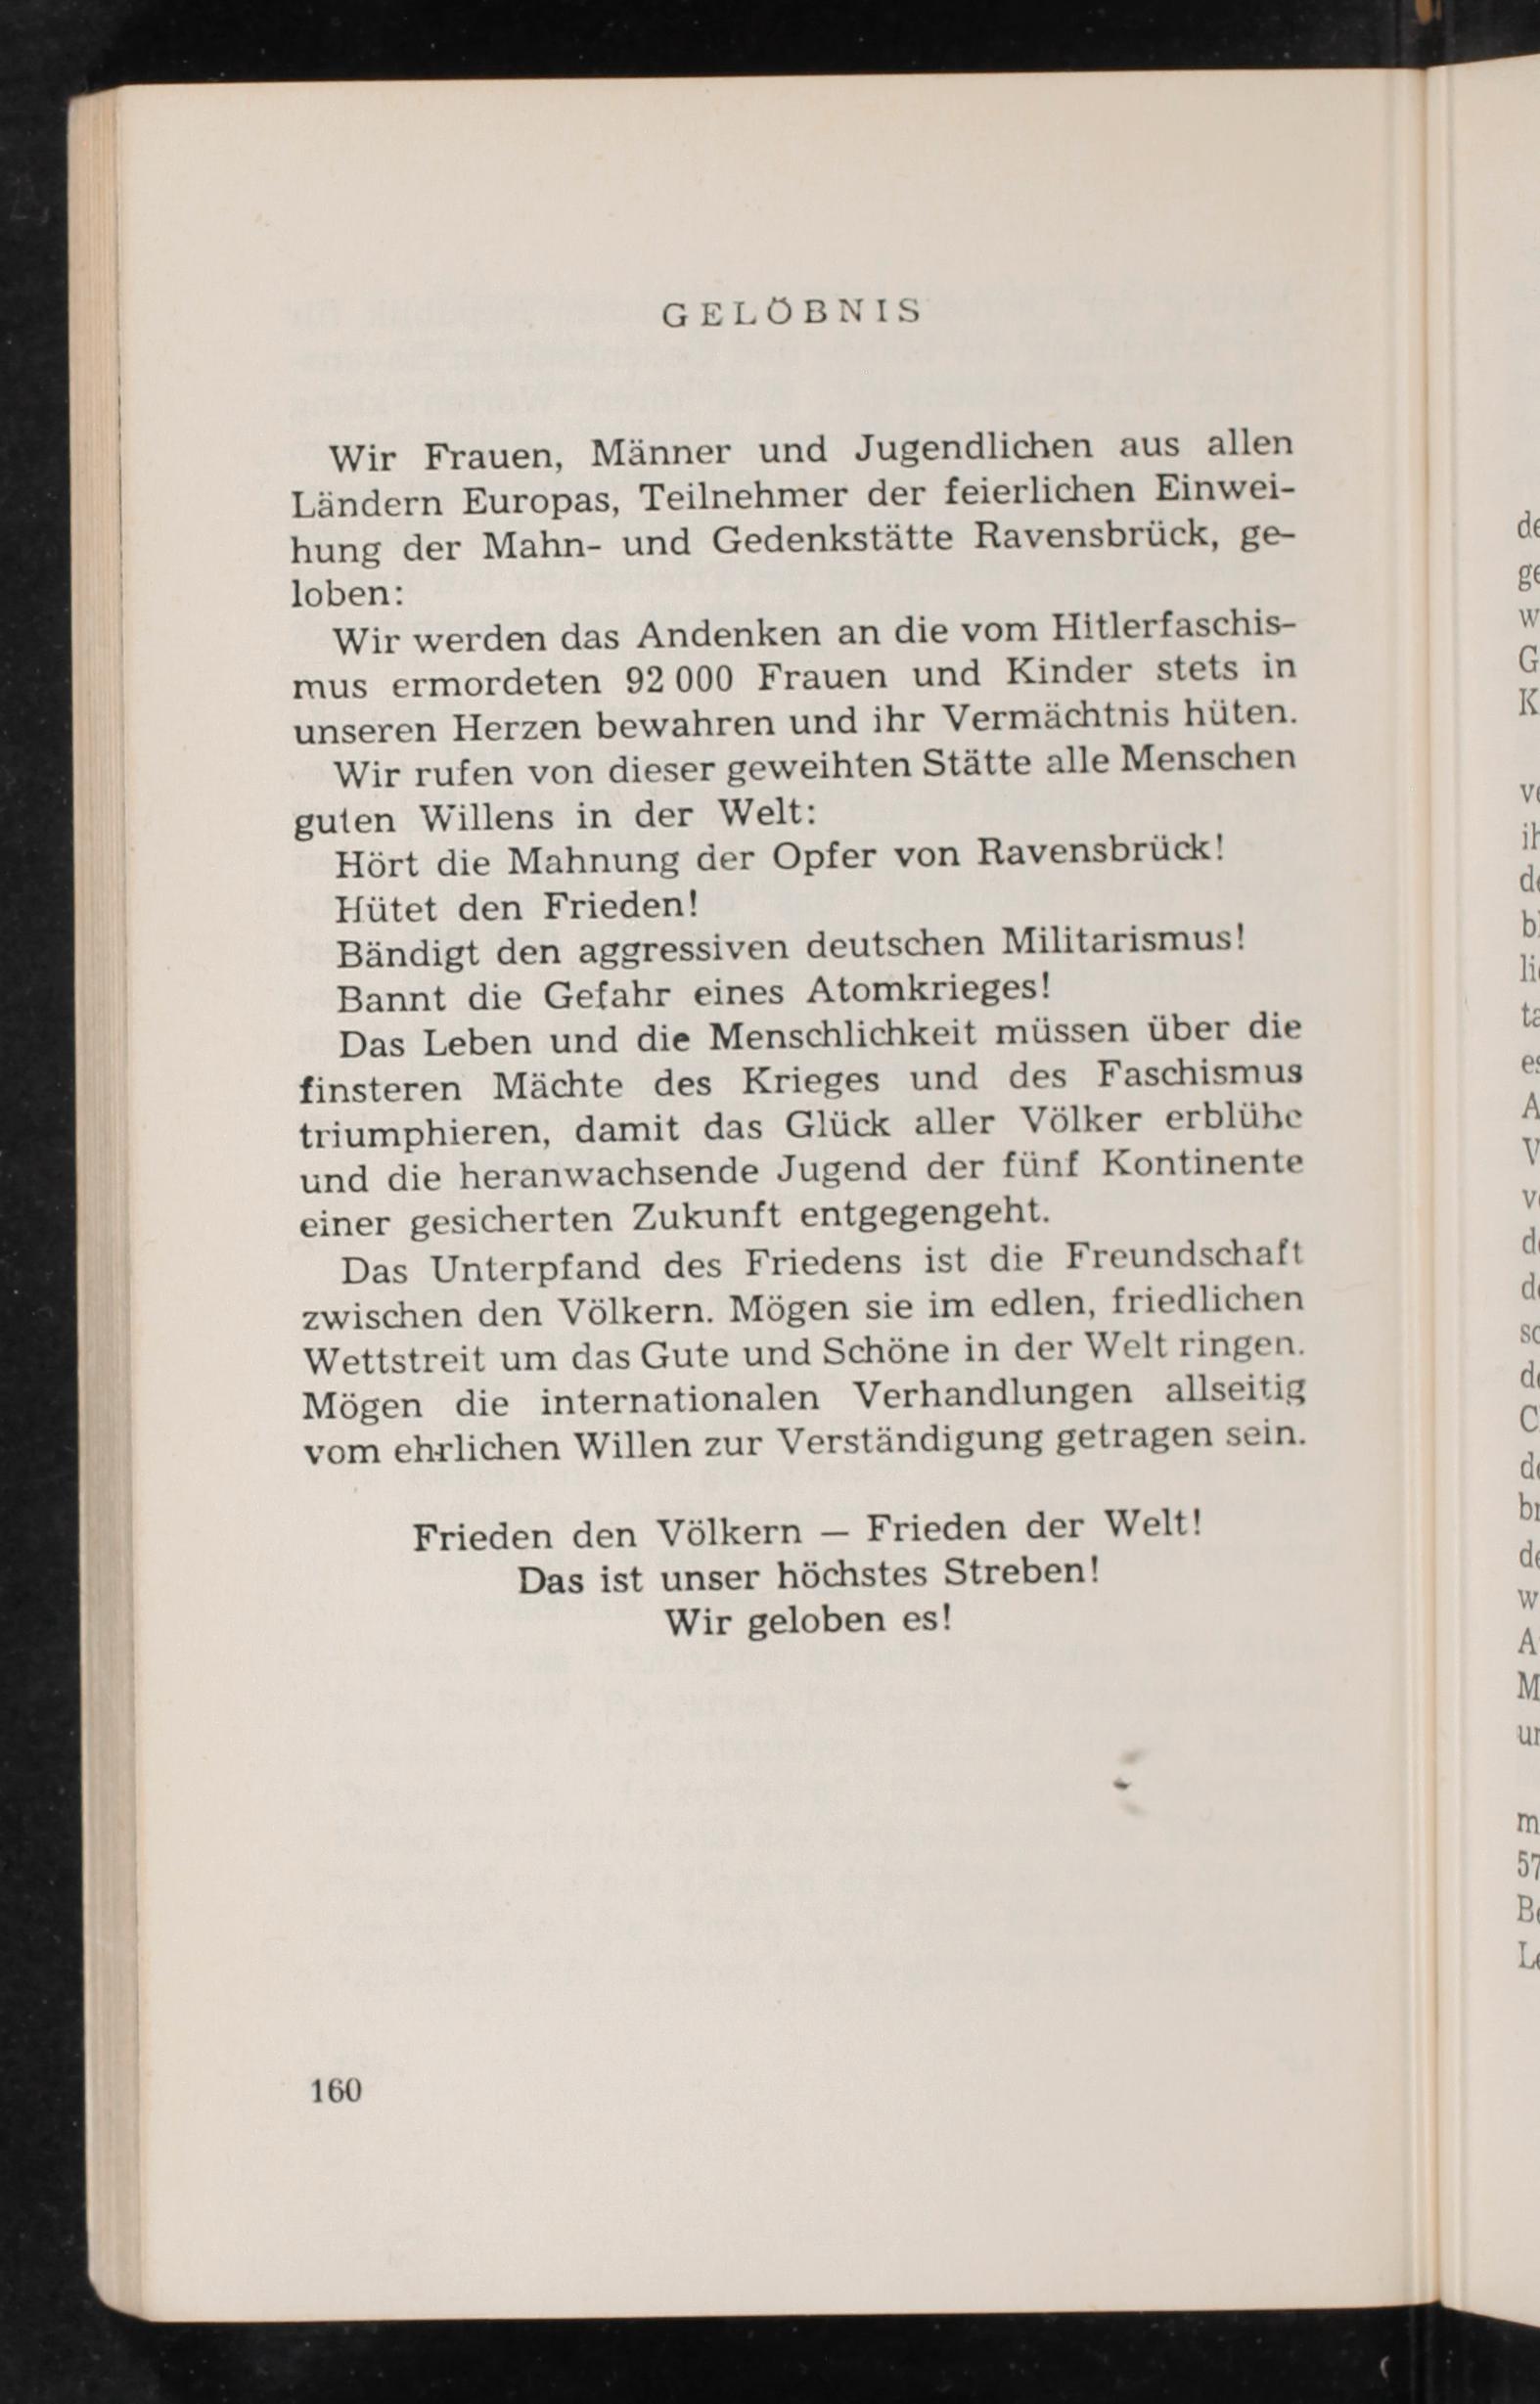 GELÖBNIS
Wir Frauen, Männer und Jugendlichen aus allen
Ländern Europas, Teilnehmer der feierlichen Einwei-
hung der Mahn- und Gedenkstätte Ravensbrück, ge-
loben:
Wir werden das Andenken an die vom Hitlerfaschis-
mus ermordeten 92 000 Frauen und Kinder stets in
unseren Herzen bewahren und ihr Vermächtnis hüten.
Wir rufen von dieser geweihten Stätte alle Menschen
guten Willens in der Welt:
Hört die Mahnung der Opfer von Ravensbrück!
Hütet den Frieden!
Bändigt den aggressiven deutschen Militarismus!
Bannt die Gefahr eines Atomkrieges!
Das Leben und die Menschlichkeit müssen über die
finsteren Mächte des Krieges und des Faschismus
triumphieren, damit das Glück aller Völker erblühe
und die heranwachsende Jugend der fünf Kontinente
einer gesicherten Zukunft entgegengeht.
Das Unterpfand des Friedens ist die Freundschaft
zwischen den Völkern. Mögen sie im edlen, friedlichen
Wettstreit um das Gute und Schöne in der Welt ringen.
Mögen die internationalen Verhandlungen allseitig
vom ehrlichen Willen zur Verständigung getragen sein.
Frieden den Völkern — Frieden der Welt!
Das ist unser höchstes Streben!
Wir geloben es!
160